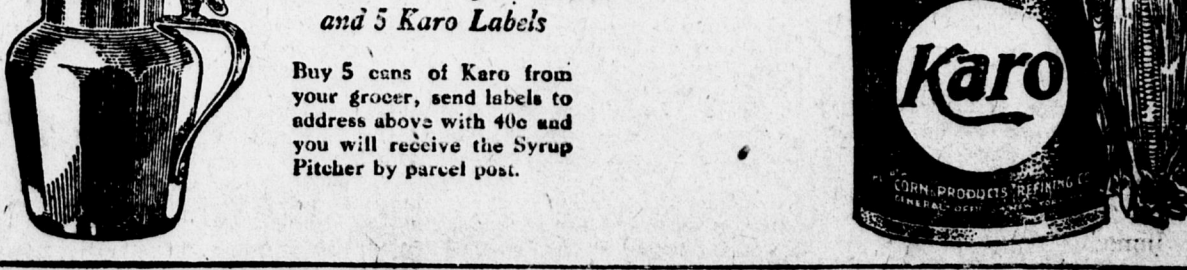 and 5 Karo Labels
Buy 5 cans of Karo from
your grocer, send labels to
address above with 40c and
you will receive the Syrup
Pitcher by parcel post.
Karo
CORN PRODUCTS REFINING CO
GENERAL